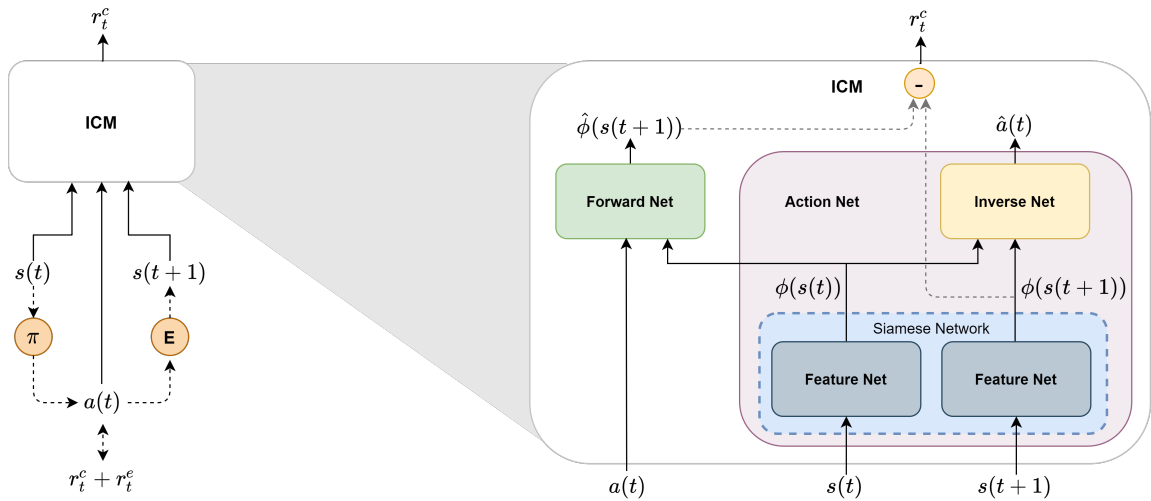 r_t^c
ICM
s(t)
s(t+1)
π
E
a(t)
r_t^c + r_t^e
r_t^c
ICM
-
ϕ̂(s(t+1))
â(t)
Forward Net
Action Net
Inverse Net
ϕ(s(t))
ϕ(s(t+1))
Siamese Network
Feature Net
Feature Net
a(t)
s(t)
s(t+1)